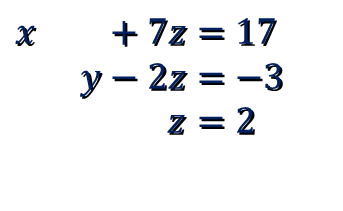 x + 7z = 17
y − 2z = −3
z = 2